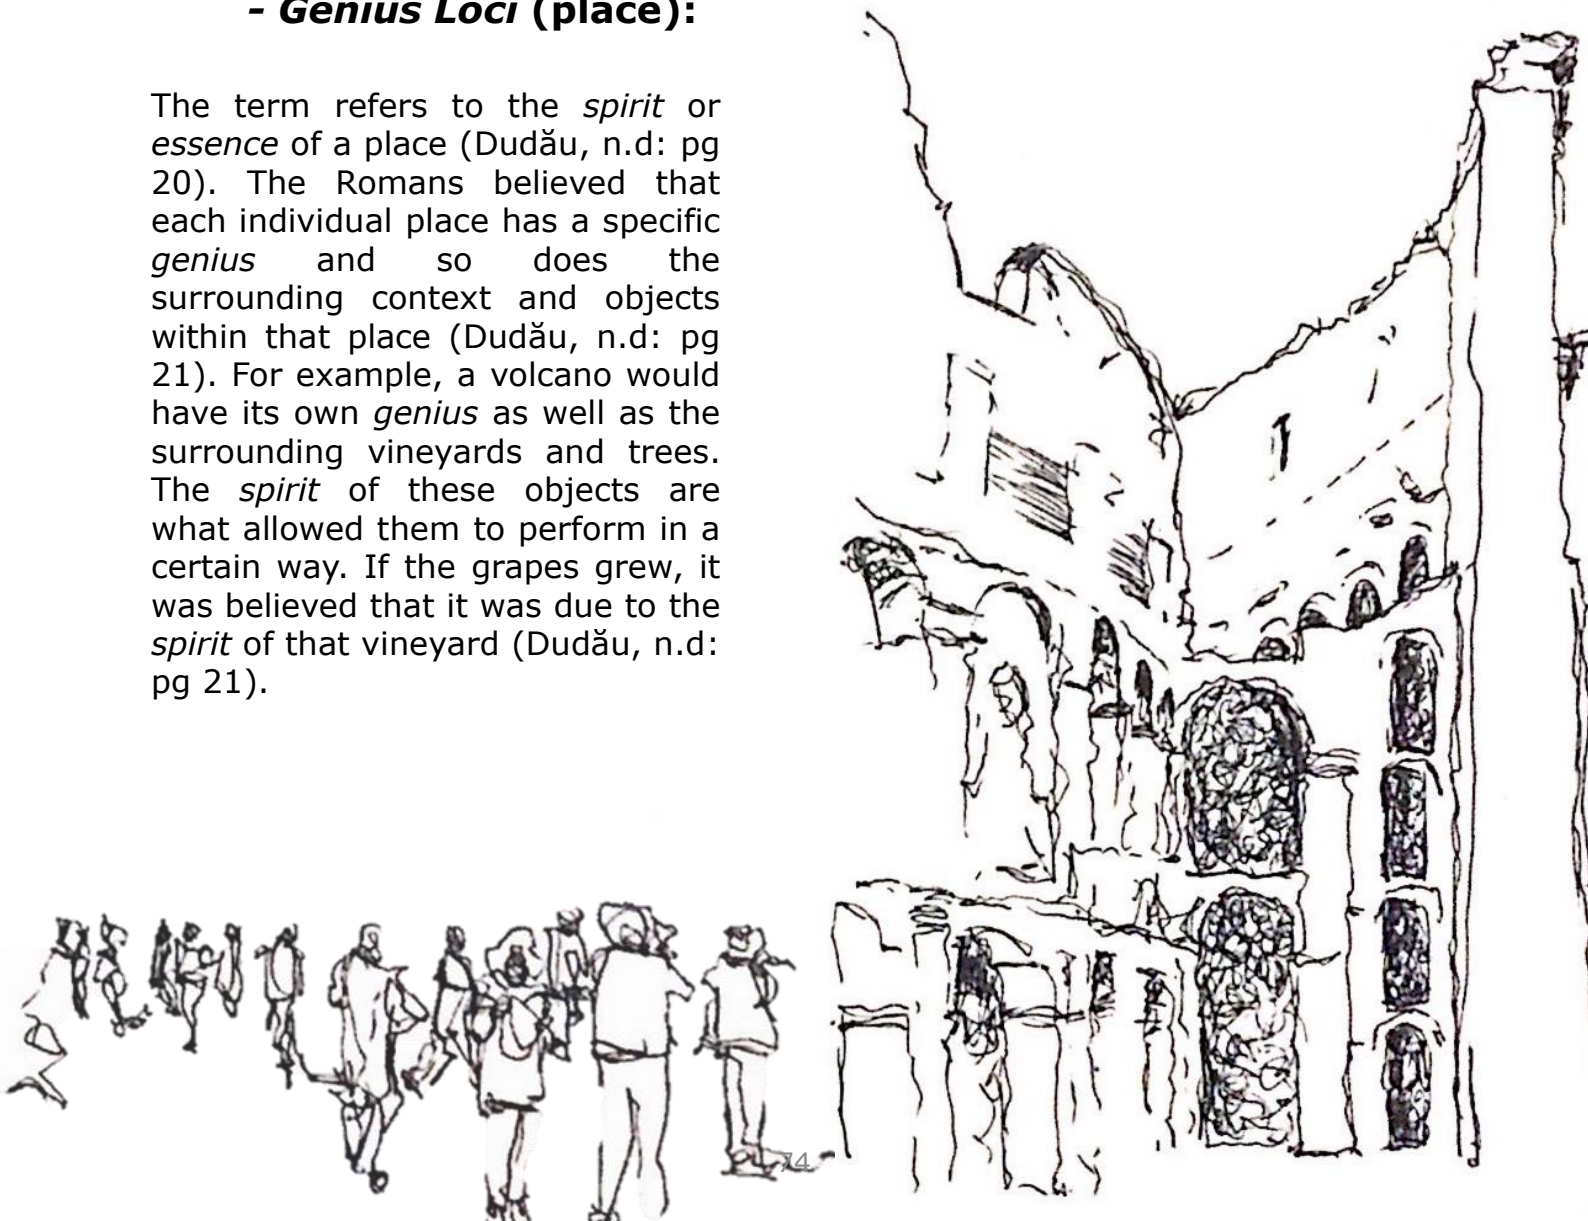 - Genius Loci (place):
The term refers to the spirit or
essence of a place (Dudău, n.d: pg
20). The Romans believed that
each individual place has a specific
genius and so does the
surrounding context and objects
within that place (Dudău, n.d: pg
21). For example, a volcano would
have its own genius as well as the
surrounding vineyards and trees.
The spirit of these objects are
what allowed them to perform in a
certain way. If the grapes grew, it
was believed that it was due to the
spirit of that vineyard (Dudău, n.d:
pg 21).
74